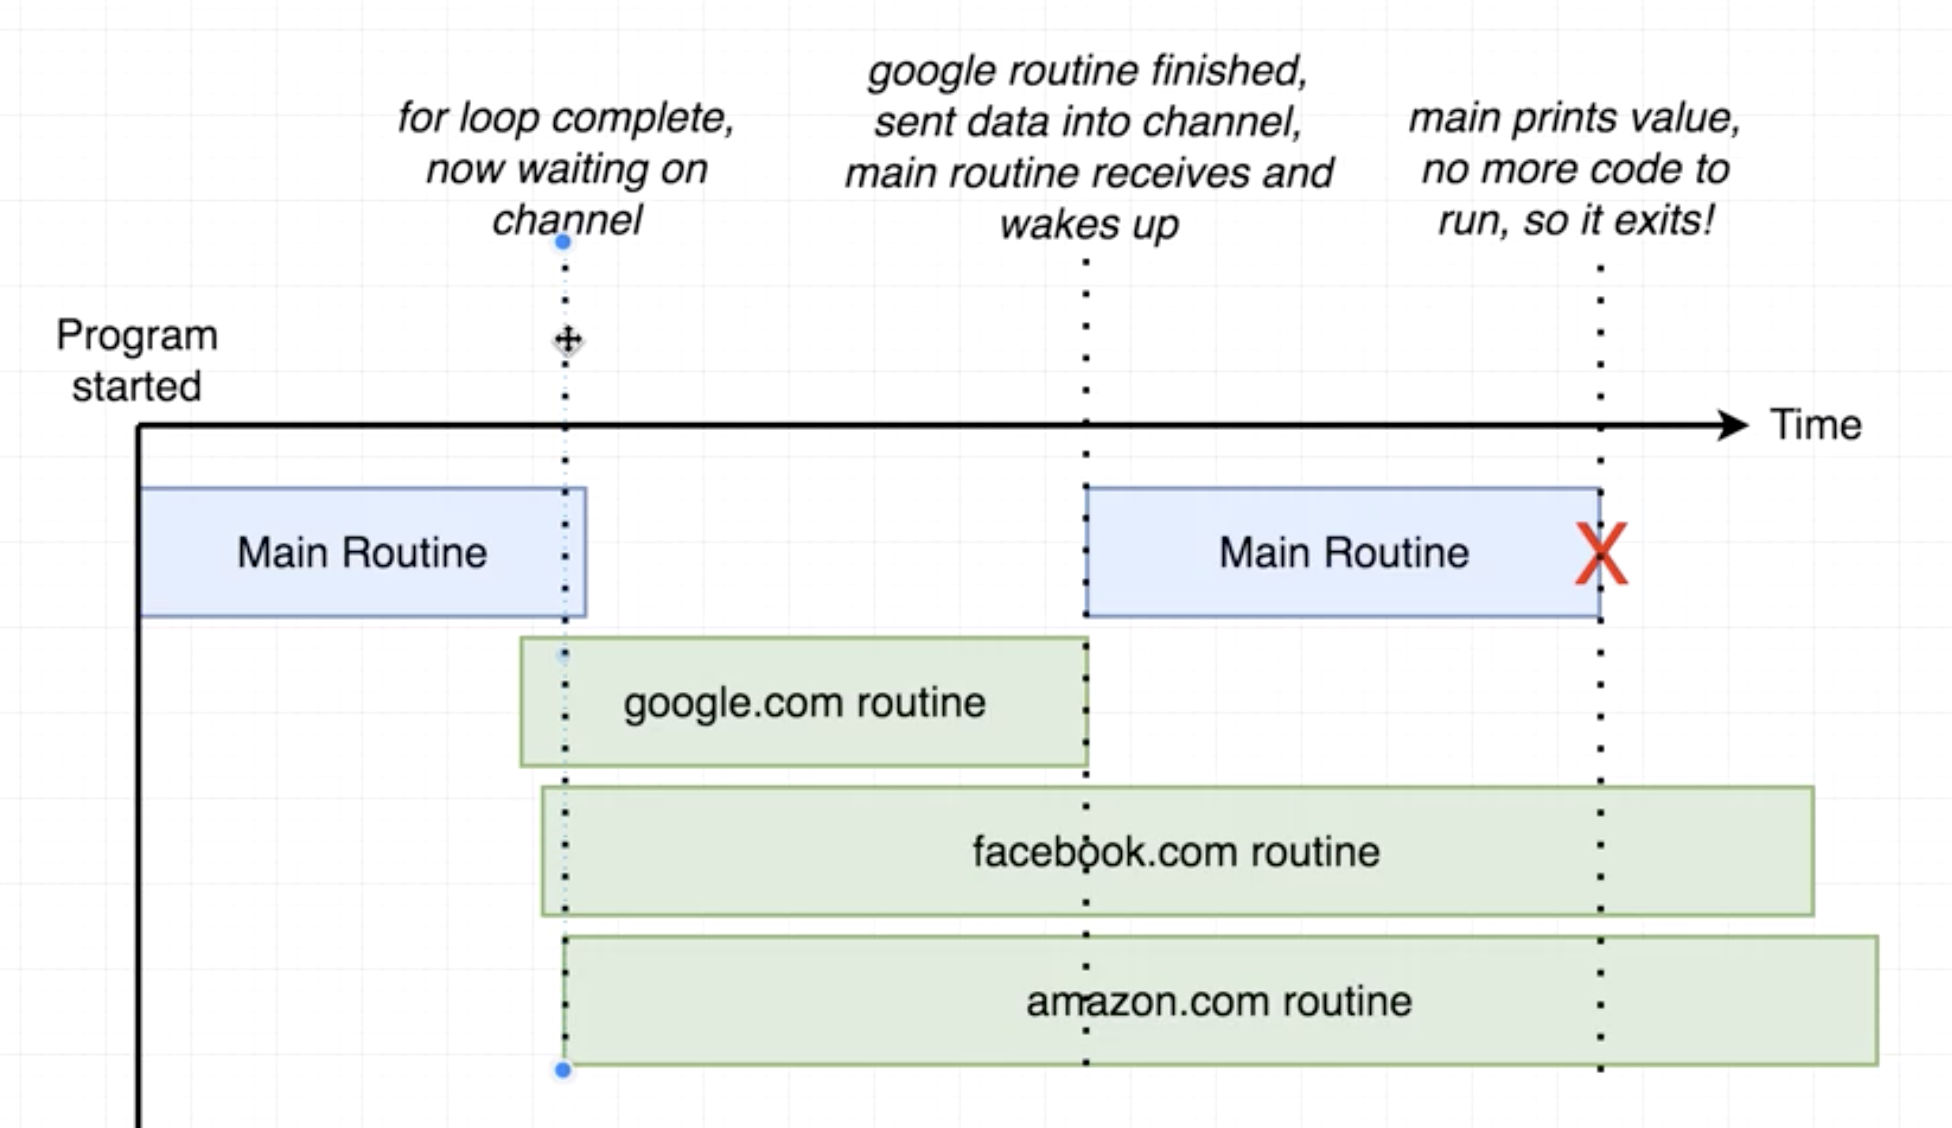 for loop complete,
now waiting on
channel
google routine finished,
sent data into channel,
main routine receives and
wakes up
main prints value,
no more code to
run, so it exits!
Program
started
Time
Main Routine
Main Routine
X
google.com routine
facebook.com routine
amazon.com routine